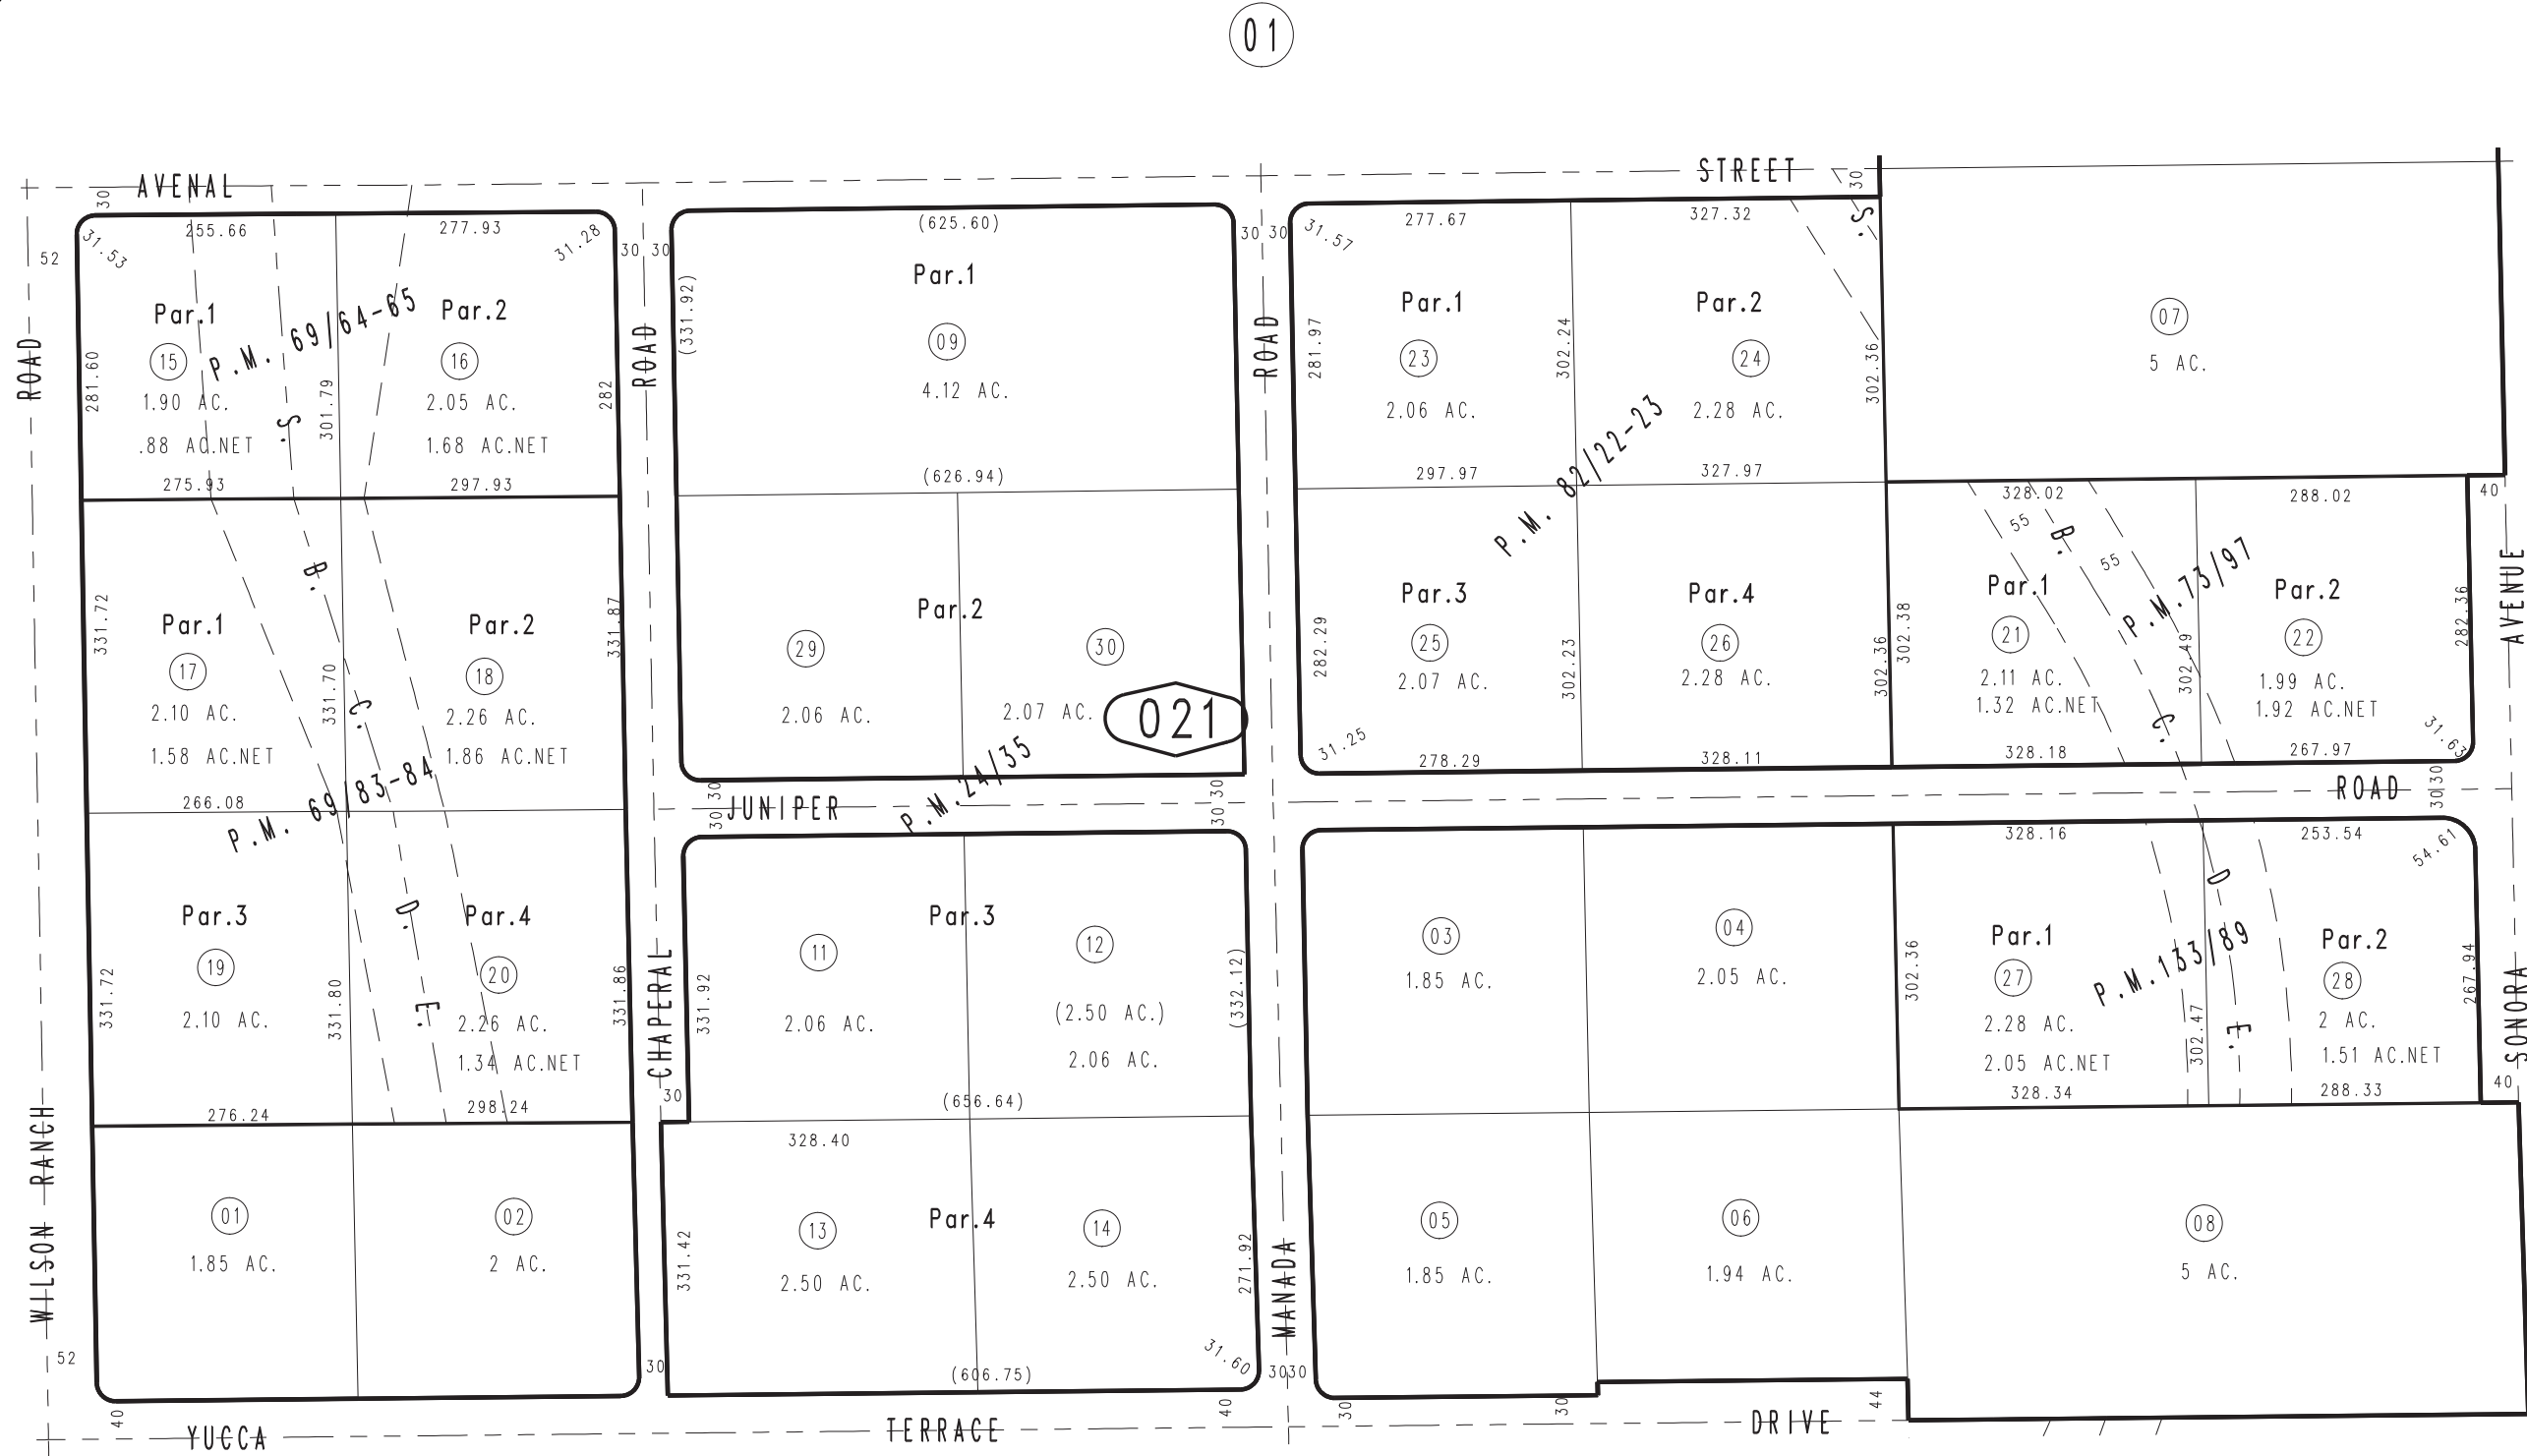 01
AVENAL STREET
30 30
52 31.53 255.66 277.93 31.28 30 30 (625.60) 30 30 31.57 277.67 327.32
S.
Par.1 Par.2 Par.1 Par.1 Par.2
P.M. 69/64-65
15 16 09 23 24 07
281.60 301.79 282 (331.92) 281.97 302.24 302.36
1.90 AC. 2.05 AC. 4.12 AC. 2.06 AC. 2.28 AC. 5 AC.
.88 AC.NET 1.68 AC.NET
S.
275.93 297.93 (626.94) 297.97 327.97 328.02 288.02 40
P.M. 82/22-23
55 55
B. B.
ROAD ROAD ROAD
Par.1 Par.2 Par.2 Par.3 Par.4 Par.1 Par.2
P.M.73/97
17 18 29 30 25 26 21 22
331.72 331.70 331.87 282.29 302.23 302.36 302.38 302.49 282.36
2.10 AC. 2.26 AC. 2.06 AC. 2.07 AC. 2.07 AC. 2.28 AC. 2.11 AC. 1.99 AC.
1.58 AC.NET 1.86 AC.NET 1.32 AC.NET 1.92 AC.NET
C. C.
021
31.25 278.29 328.11 328.18 267.97 31.63
266.08
P.M. 69/83-84
P.M.24/35
30 30 30 30
JUNIPER ROAD
30 30
AVENUE
328.16 253.54 54.61
Par.3 Par.4 Par.3 Par.1 Par.2
P.M.133/89
D. D
19 20 11 12 03 04 27 28
331.72 331.80 331.86 331.92 (332.12) 302.36 302.47 267.94
2.10 AC. 2.26 AC. 2.06 AC. (2.50 AC.) 1.85 AC. 2.05 AC. 2.28 AC. 2 AC.
1.34 AC.NET 2.06 AC. 2.05 AC.NET 1.51 AC.NET
E. E.
276.24 298.24 30 (656.64) 328.34 288.33 40
328.40
CHAPERAL
SONORA
Par.4
01 02 13 14 05 06 08
331.42 271.92
1.85 AC. 2 AC. 2.50 AC. 2.50 AC. 1.85 AC. 1.94 AC. 5 AC.
WILSON RANCH
MANADA
52 30 (606.75) 31.60 30 30
40 40 30 30 44
YUCCA TERRACE DRIVE